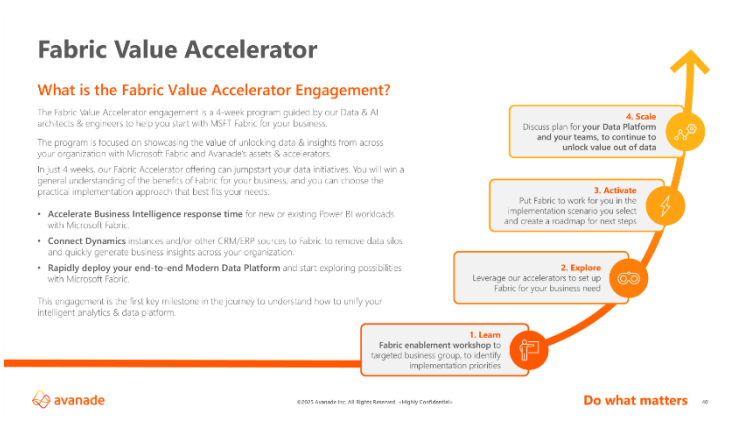 Fabric Value Accelerator
What is the Fabric Value Accelerator Engagement?
The Fabric Value Accelerator engagement is a 4-week program guided by our Data & AI
architects & engineers to help you start with MSFT Fabric for your business.
The program is focused on showcasing the value of unlocking data & insights from across
your organization with Microsoft Fabric and Avanade's assets & accelerators.
In just 4 weeks, our Fabric Accelerator offering can jumpstart your data initiatives. You will win a
general understanding of the benefits of Fabric for your business, and you can choose the
practical implementation approach that best fits your needs:
• Accelerate Business Intelligence response time for new or existing Power BI workloads
with Microsoft Fabric.
• Connect Dynamics instances and/or other CRM/ERP sources to Fabric to remove data silos
and quickly generate business insights across your organization.
• Rapidly deploy your end-to-end Modern Data Platform and start exploring possibilities
with Microsoft Fabric.
This engagement is the first key milestone in the journey to understand how to unify your
intelligent analytics & data platform.
4. Scale
Discuss plan for your Data Platform
and your teams, to continue to
unlock value out of data
3. Activate
Put Fabric to work for you in the
implementation scenario you select
and create a roadmap for next steps
2. Explore
Leverage our accelerators to set up
Fabric for your business need
1. Learn
Fabric enablement workshop to
targeted business group, to identify
implementation priorities
avanade
©2025 Avanade Inc. All Rights Reserved. <Highly Confidential>
Do what matters
46